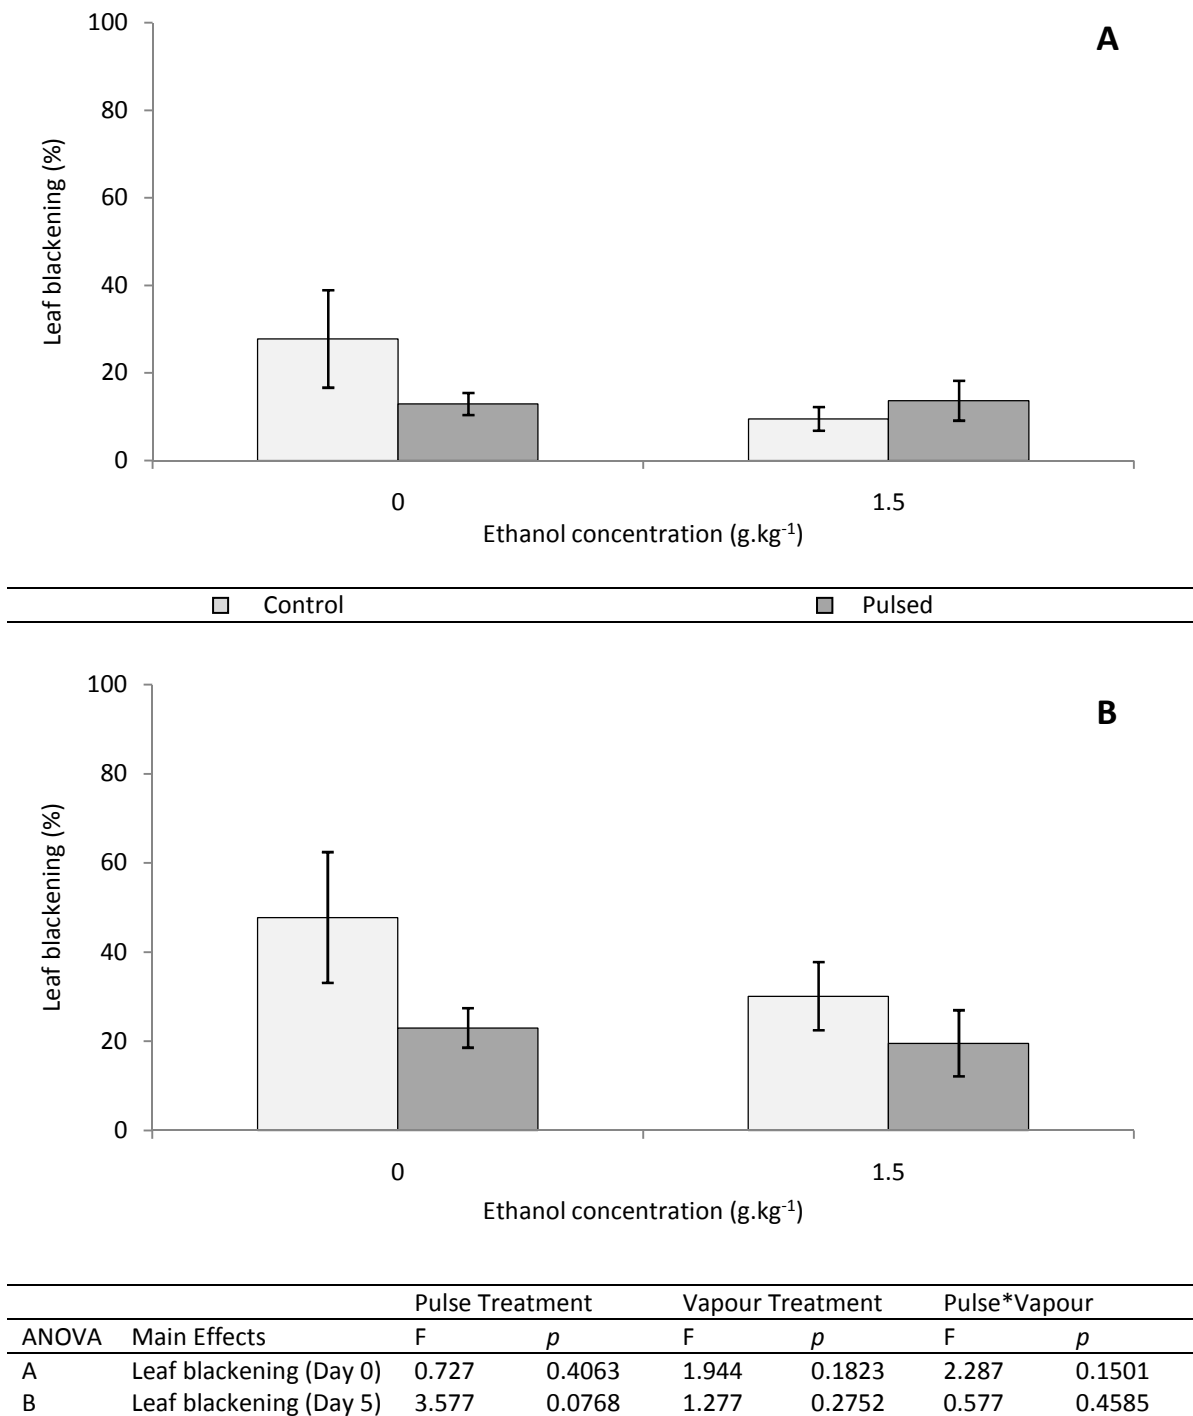 A
100
80
60
40
20
0
Leaf blackening (%)
0 1.5
Ethanol concentration (g.kg-1)
Control Pulsed
B
100
80
60
40
20
0
Leaf blackening (%)
0 1.5
Ethanol concentration (g.kg-1)
Pulse Treatment Vapour Treatment Pulse*Vapour
ANOVA Main Effects F p F p F p
A Leaf blackening (Day 0) 0.727 0.4063 1.944 0.1823 2.287 0.1501
B Leaf blackening (Day 5) 3.577 0.0768 1.277 0.2752 0.577 0.4585